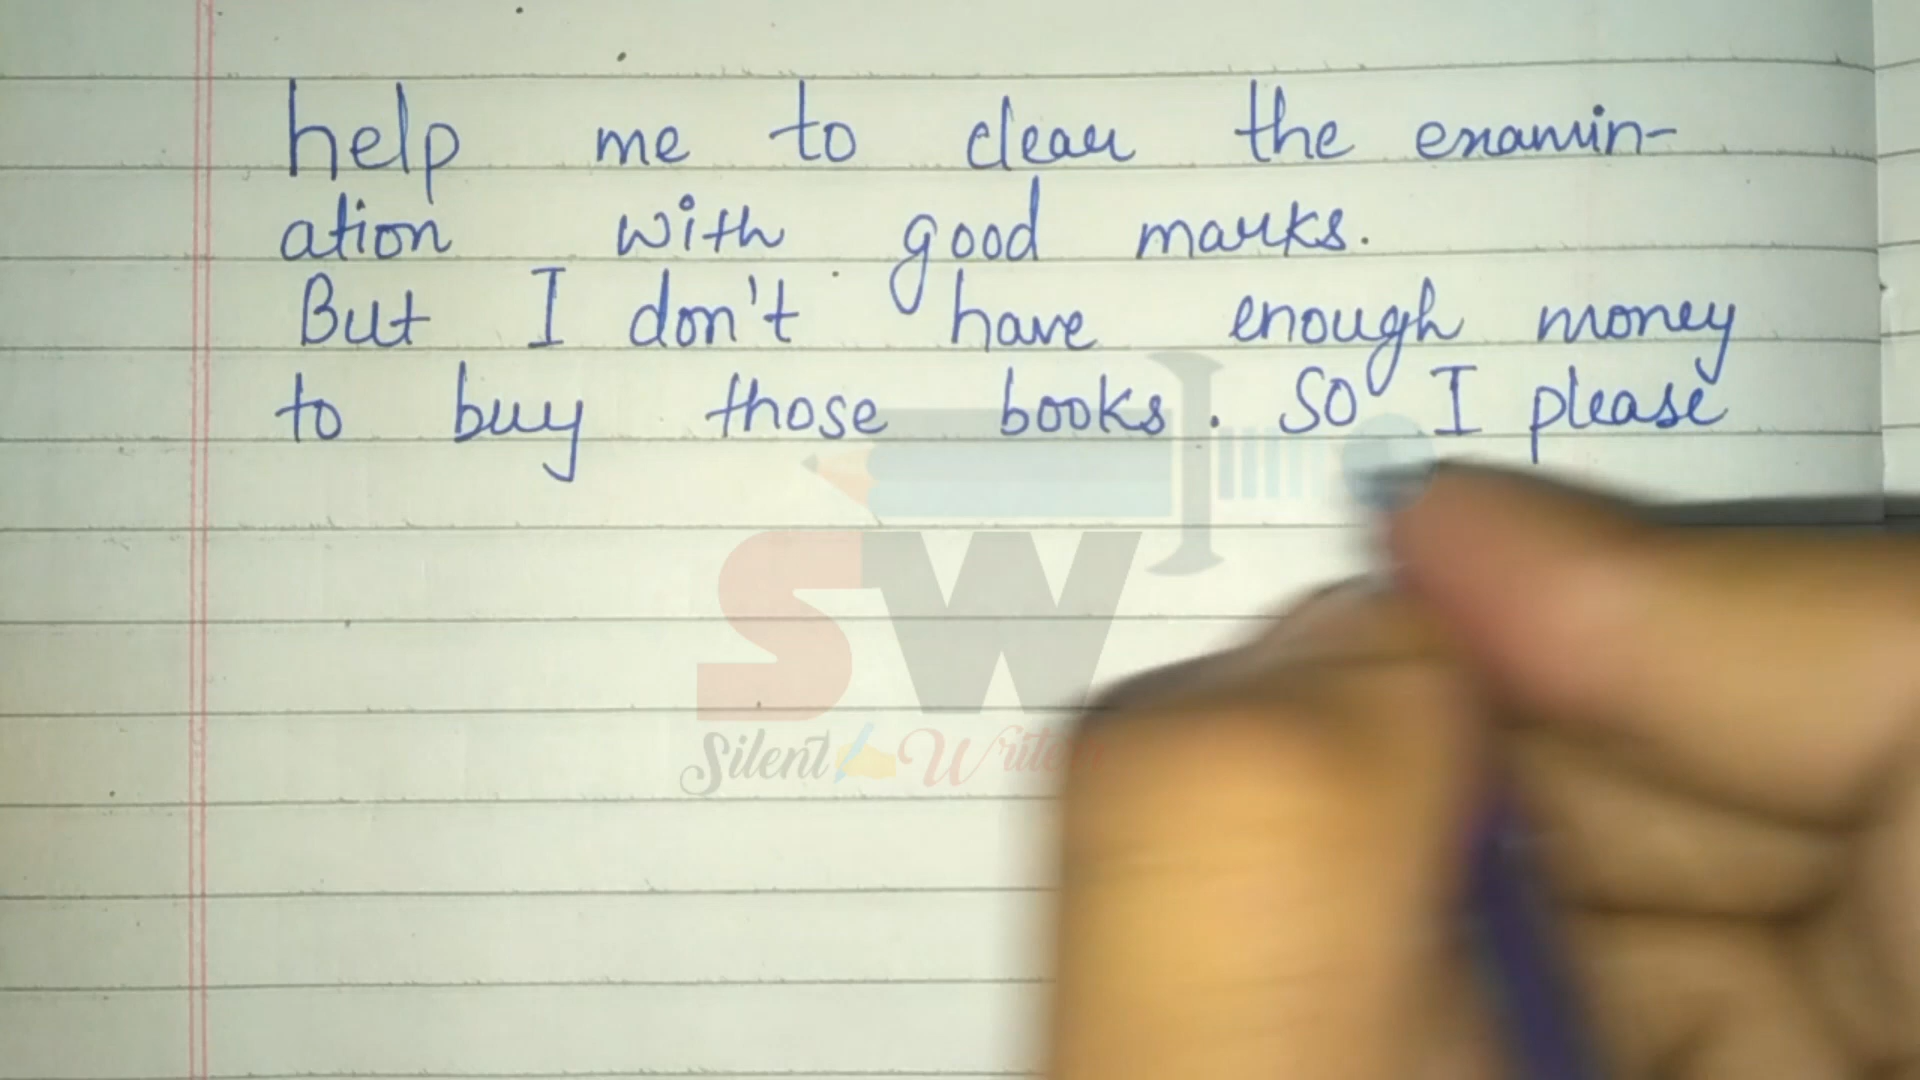 help me to clear the examin-
ation with good marks.
But I don't have enough money
to buy those books. So I please
SW
Silent Writer